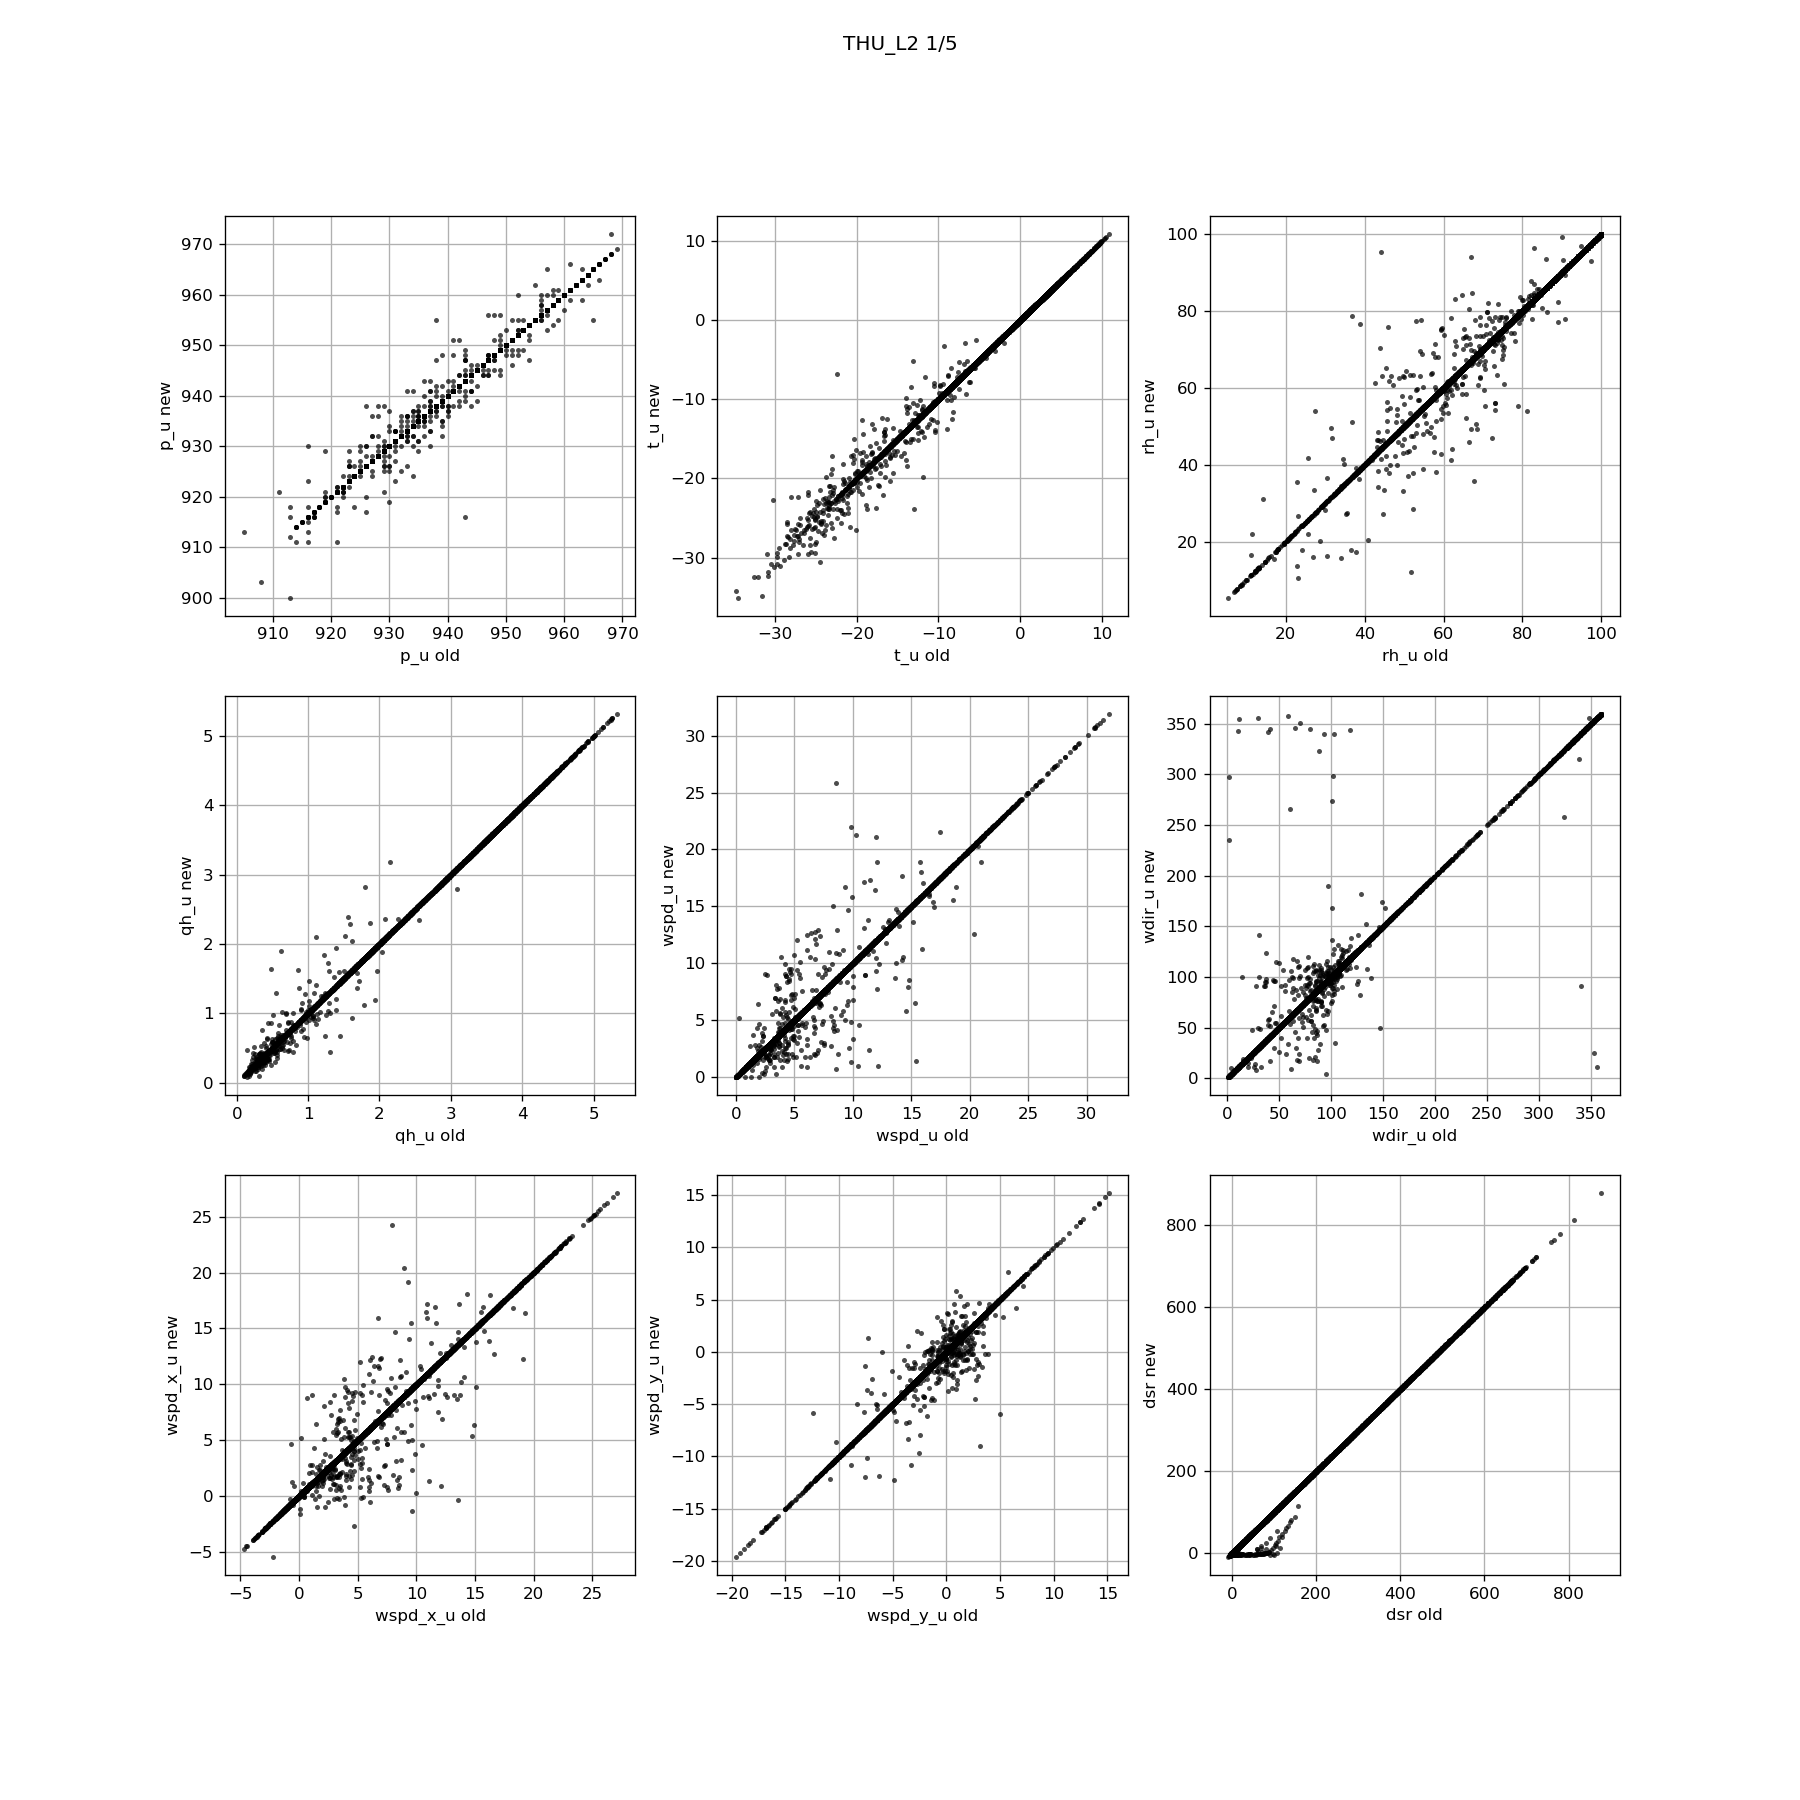 THU_L2 1/5
970
960
950
940
930
920
910
900
p_u new
910 920 930 940 950 960 970
p_u old
10
0
−10
−20
−30
t_u new
−30 −20 −10 0 10
t_u old
100
80
60
40
20
rh_u new
20 40 60 80 100
rh_u old
5
4
3
2
1
0
qh_u new
0 1 2 3 4 5
qh_u old
30
25
20
15
10
5
0
wspd_u new
0 5 10 15 20 25 30
wspd_u old
350
300
250
200
150
100
50
0
wdir_u new
0 50 100 150 200 250 300 350
wdir_u old
25
20
15
10
5
0
−5
wspd_x_u new
−5 0 5 10 15 20 25
wspd_x_u old
15
10
5
0
−5
−10
−15
−20
wspd_y_u new
−20 −15 −10 −5 0 5 10 15
wspd_y_u old
800
600
400
200
0
dsr new
0 200 400 600 800
dsr old